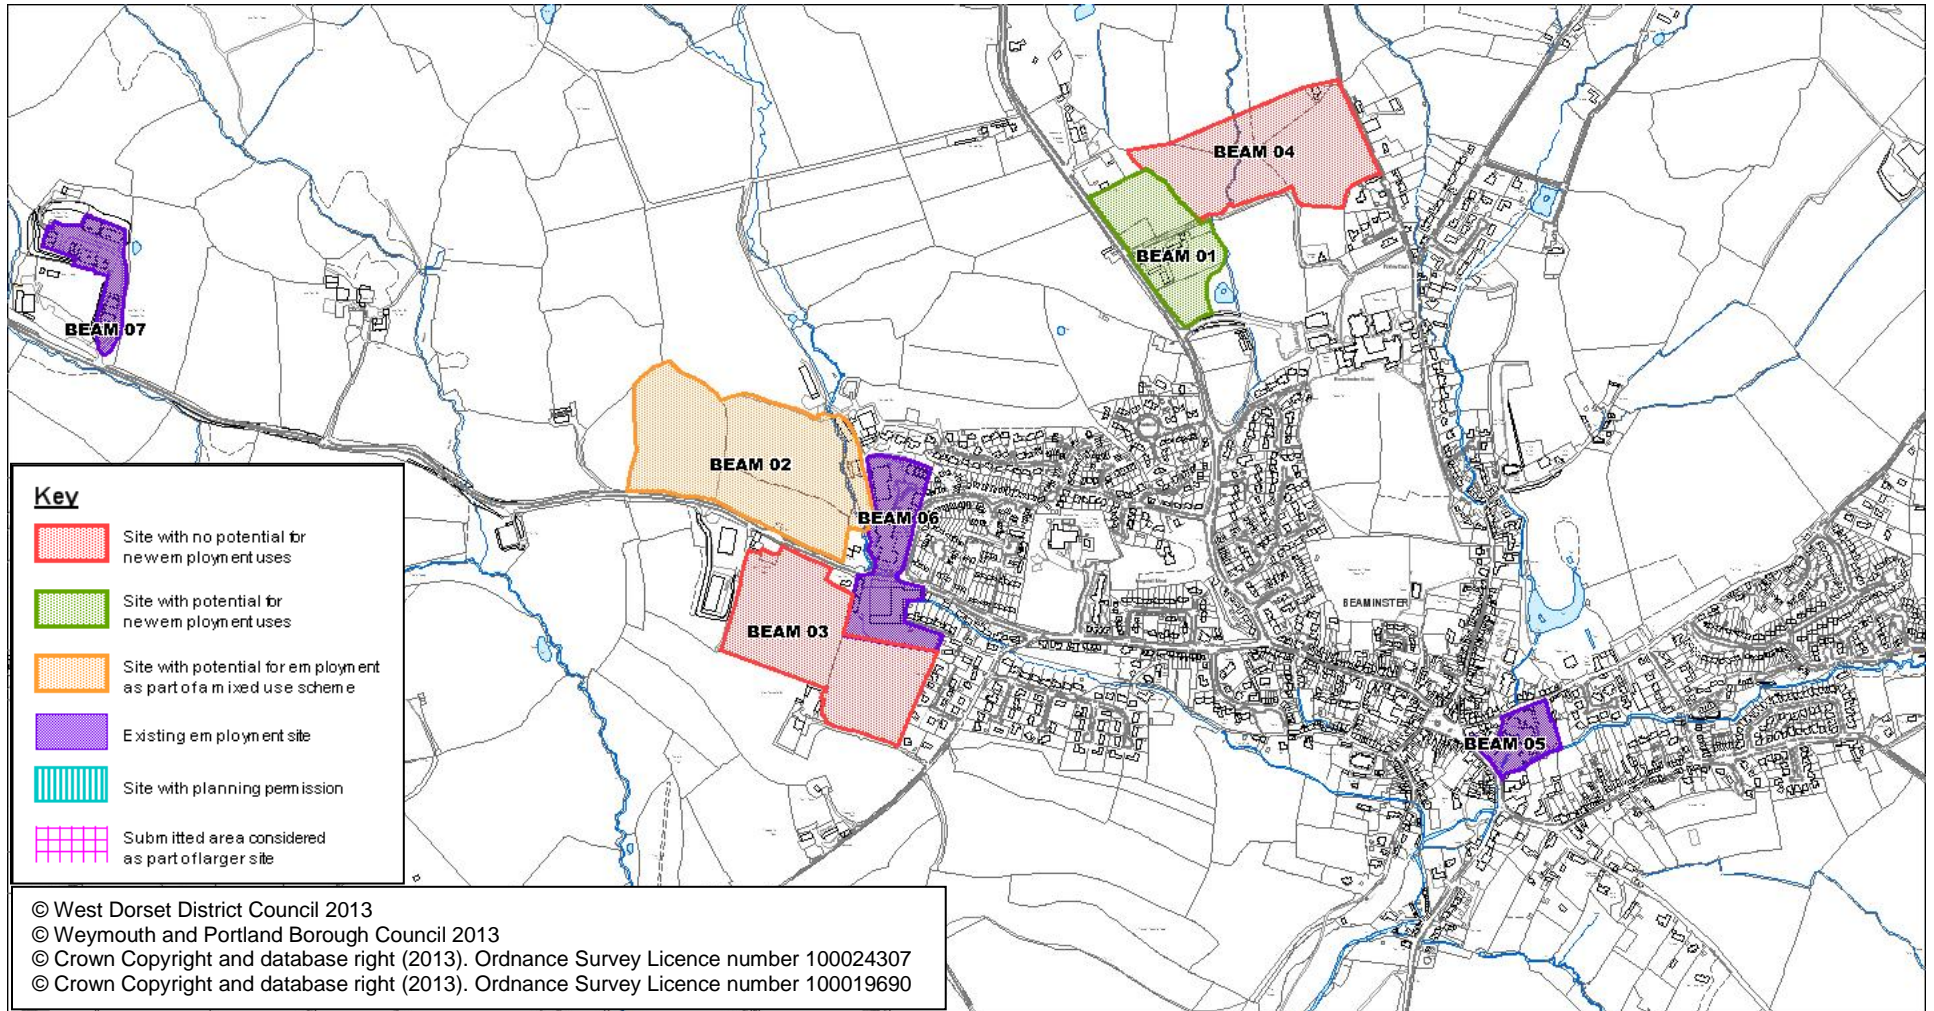 BEAM 04
BEAM 01
BEAM 07
BEAM 02
BEAM 06
BEAM 03
BEAMINSTER
BEAM 05
Key
Site with no potential for
new employment uses
Site with potential for
new employment uses
Site with potential for employment
as part of a mixed use scheme
Existing employment site
Site with planning permission
Submitted area considered
as part of larger site
© West Dorset District Council 2013
© Weymouth and Portland Borough Council 2013
© Crown Copyright and database right (2013). Ordnance Survey Licence number 100024307
© Crown Copyright and database right (2013). Ordnance Survey Licence number 100019690